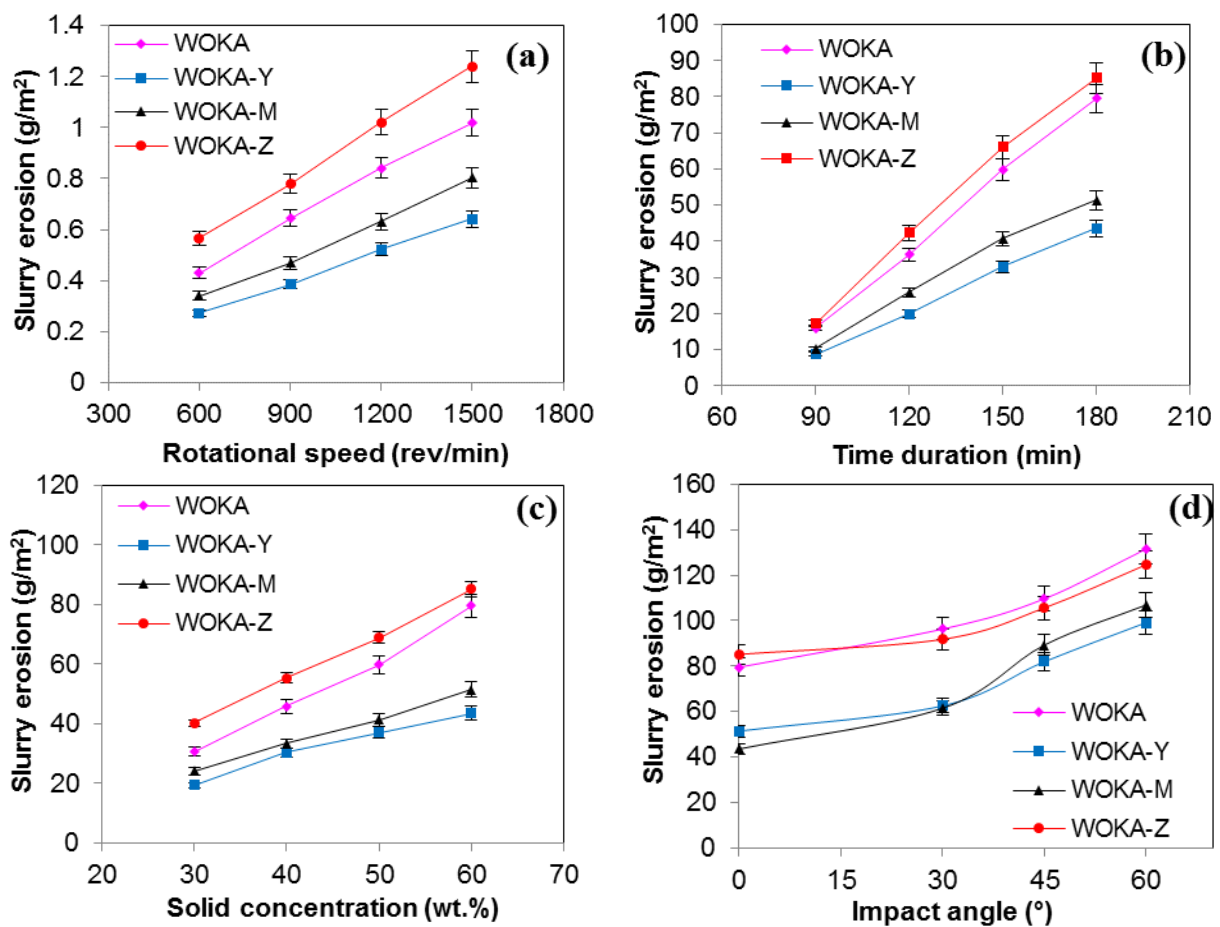 (a)
WOKA
WOKA-Y
WOKA-M
WOKA-Z
Slurry erosion (g/m²)
1.4
1.2
1
0.8
0.6
0.4
0.2
0
300 600 900 1200 1500 1800
Rotational speed (rev/min)
(b)
WOKA
WOKA-Y
WOKA-M
WOKA-Z
Slurry erosion (g/m²)
100
90
80
70
60
50
40
30
20
10
0
60 90 120 150 180 210
Time duration (min)
(c)
WOKA
WOKA-Y
WOKA-M
WOKA-Z
Slurry erosion (g/m²)
120
100
80
60
40
20
0
20 30 40 50 60 70
Solid concentration (wt.%)
(d)
WOKA
WOKA-Y
WOKA-M
WOKA-Z
Slurry erosion (g/m²)
160
140
120
100
80
60
40
20
0
0 15 30 45 60
Impact angle (°)